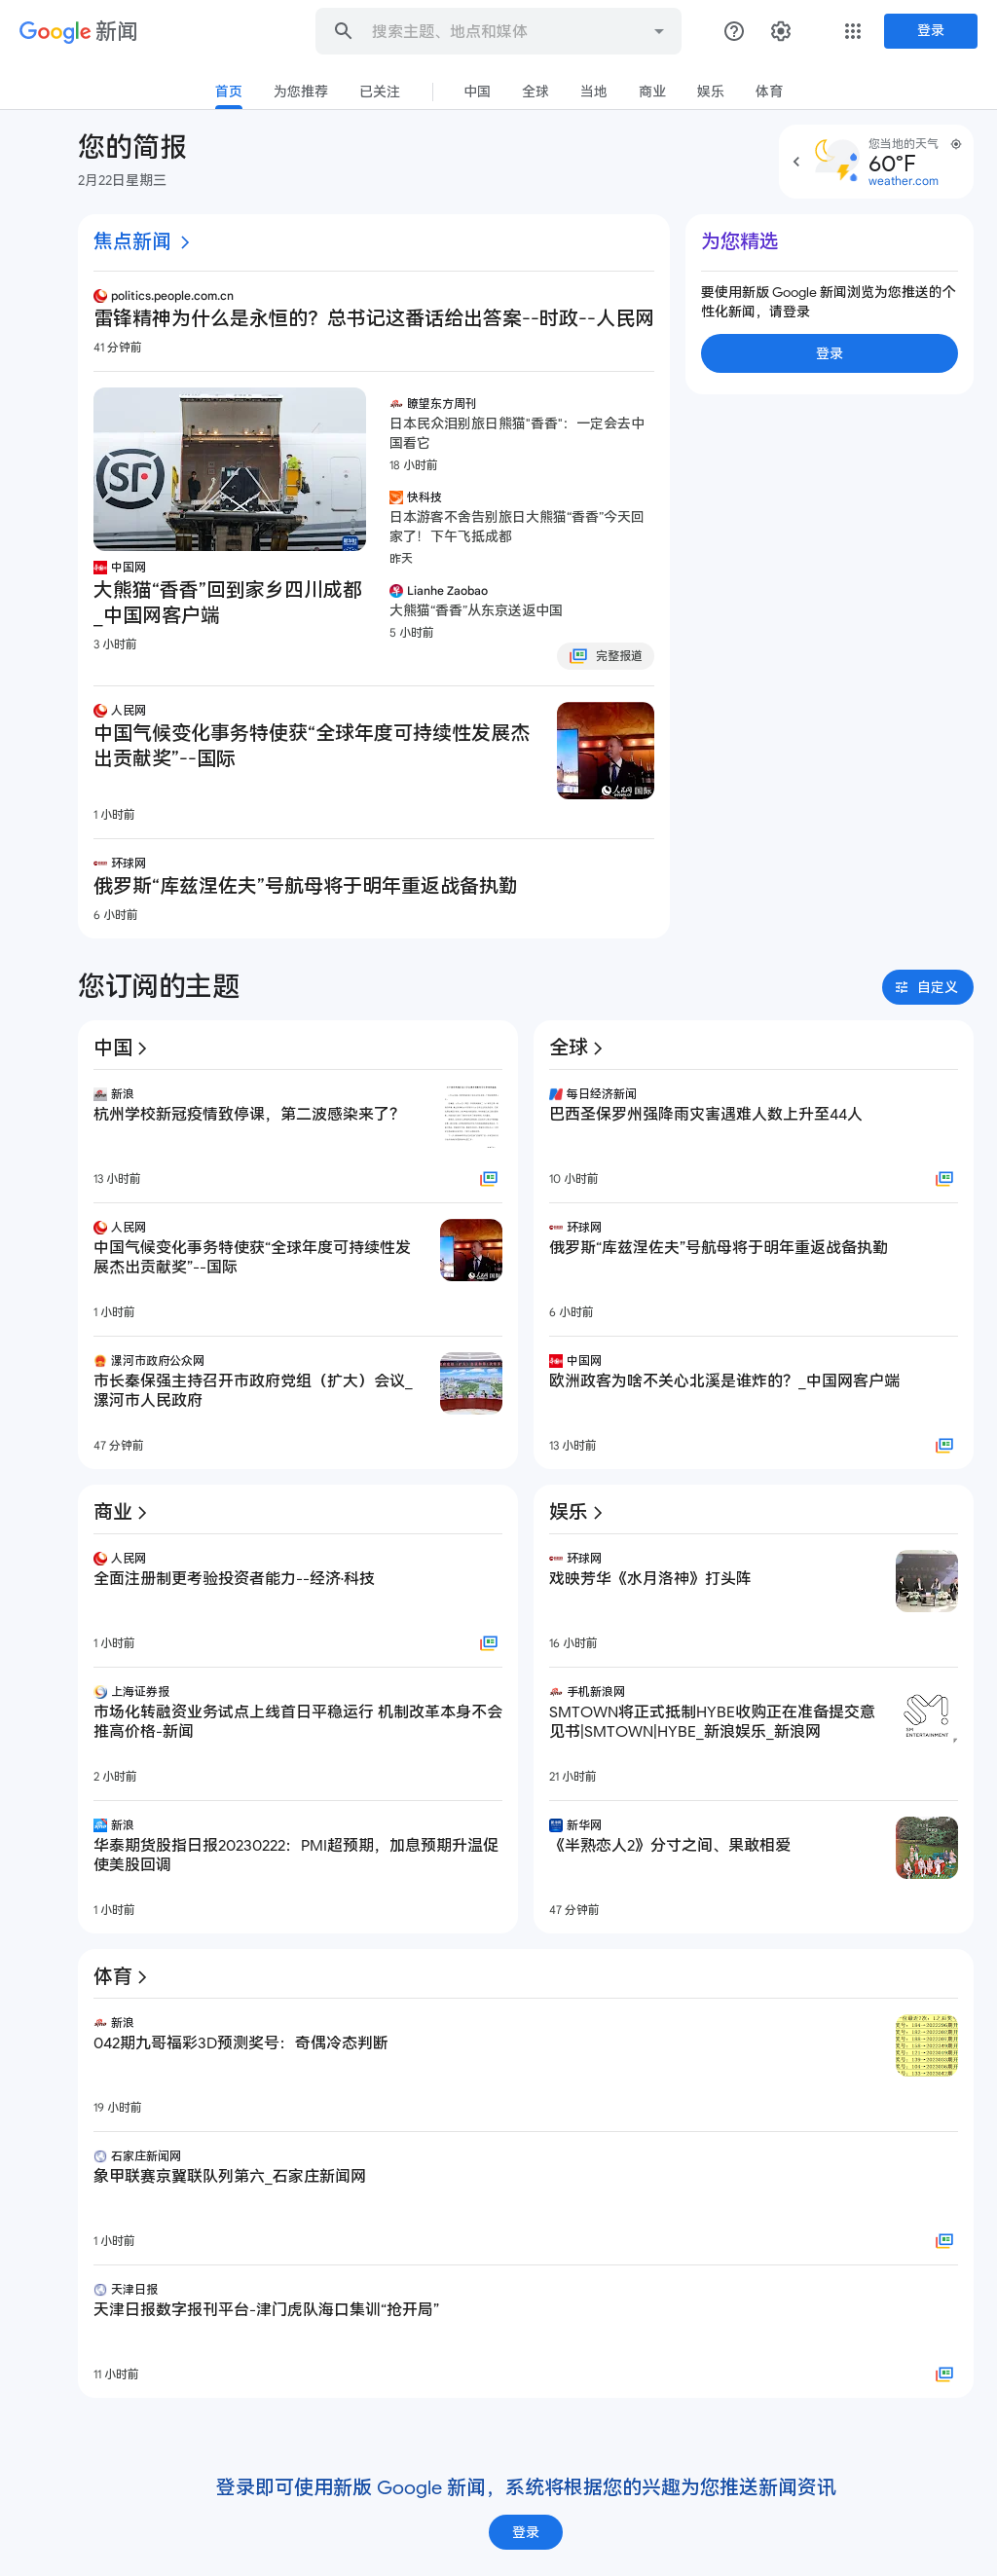 Google 新闻
搜索主题、地点和媒体
登录
首页
为您推荐
已关注
中国
全球
当地
商业
娱乐
体育
您的简报
2月22日星期三
您当地的天气
60°F
weather.com
焦点新闻
politics.people.com.cn
雷锋精神为什么是永恒的？总书记这番话给出答案--时政--人民网
41 分钟前
SF
中国网
大熊猫“香香”回到家乡四川成都
_中国网客户端
3 小时前
瞭望东方周刊
日本民众泪别旅日熊猫"香香"：一定会去中
国看它
18 小时前
快科技
日本游客不舍告别旅日大熊猫“香香”今天回
家了！下午飞抵成都
昨天
Lianhe Zaobao
大熊猫“香香”从东京送返中国
5 小时前
完整报道
人民网
中国气候变化事务特使获“全球年度可持续性发展杰
出贡献奖”--国际
1 小时前
人民网 国际
环球网
俄罗斯“库兹涅佐夫”号航母将于明年重返战备执勤
6 小时前
为您精选
要使用新版 Google 新闻浏览为您推送的个
性化新闻，请登录
登录
您订阅的主题
自定义
中国
新浪
杭州学校新冠疫情致停课，第二波感染来了？
13 小时前
人民网
中国气候变化事务特使获“全球年度可持续性发
展杰出贡献奖”--国际
1 小时前
漯河市政府公众网
市长秦保强主持召开市政府党组（扩大）会议_
漯河市人民政府
47 分钟前
全球
每日经济新闻
巴西圣保罗州强降雨灾害遇难人数上升至44人
10 小时前
环球网
俄罗斯“库兹涅佐夫”号航母将于明年重返战备执勤
6 小时前
中国网
欧洲政客为啥不关心北溪是谁炸的？_中国网客户端
13 小时前
商业
人民网
全面注册制更考验投资者能力--经济·科技
1 小时前
上海证券报
市场化转融资业务试点上线首日平稳运行 机制改革本身不会
推高价格-新闻
2 小时前
新浪
华泰期货股指日报20230222：PMI超预期，加息预期升温促
使美股回调
1 小时前
娱乐
环球网
戏映芳华《水月洛神》打头阵
16 小时前
手机新浪网
SMTOWN将正式抵制HYBE收购正在准备提交意
见书|SMTOWN|HYBE_新浪娱乐_新浪网
21 小时前
SM
ENTERTAINMENT
新华网
《半熟恋人2》分寸之间、果敢相爱
47 分钟前
体育
新浪
042期九哥福彩3D预测奖号：奇偶冷态判断
19 小时前
石家庄新闻网
象甲联赛京冀联队列第六_石家庄新闻网
1 小时前
天津日报
天津日报数字报刊平台-津门虎队海口集训“抢开局”
11 小时前
登录即可使用新版 Google 新闻，系统将根据您的兴趣为您推送新闻资讯
登录